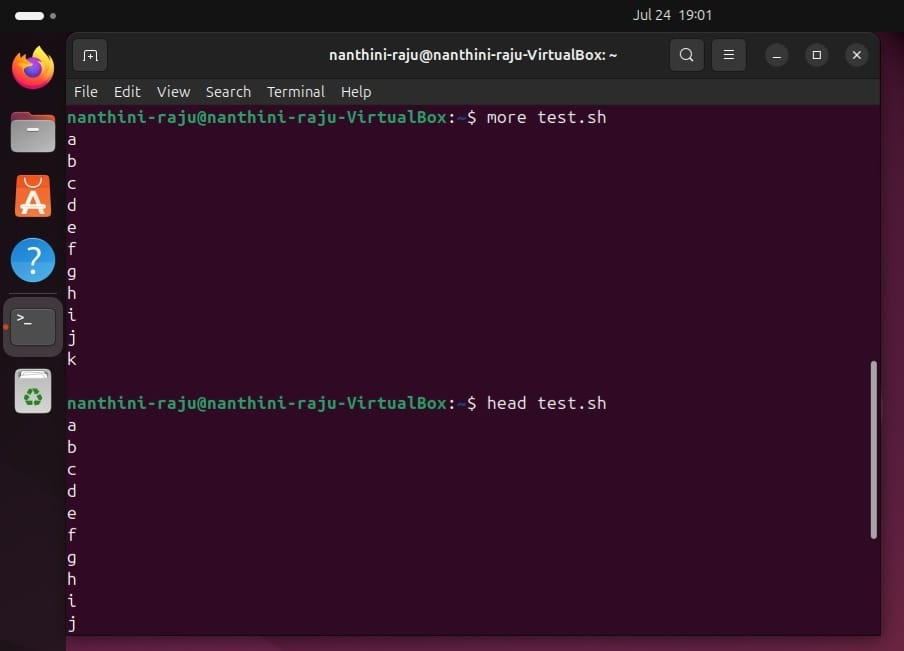 Jul 24 19:01
nanthini-raju@nanthini-raju-VirtualBox: ~
File Edit View Search Terminal Help
nanthini-raju@nanthini-raju-VirtualBox:~$ more test.sh
a
b
c
d
e
f
g
h
i
j
k
nanthini-raju@nanthini-raju-VirtualBox:~$ head test.sh
a
b
c
d
e
f
g
h
i
j